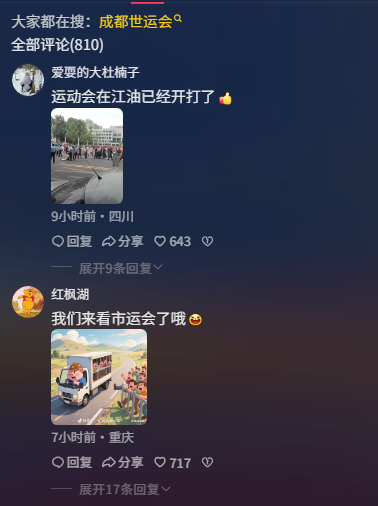 大家都在搜：成都世运会
全部评论(810)
爱耍的大杜楠子
运动会在江油已经开打了
9小时前·四川
回复 分享 643
展开9条回复
红枫湖
我们来看市运会了哦
7小时前·重庆
回复 分享 717
展开17条回复